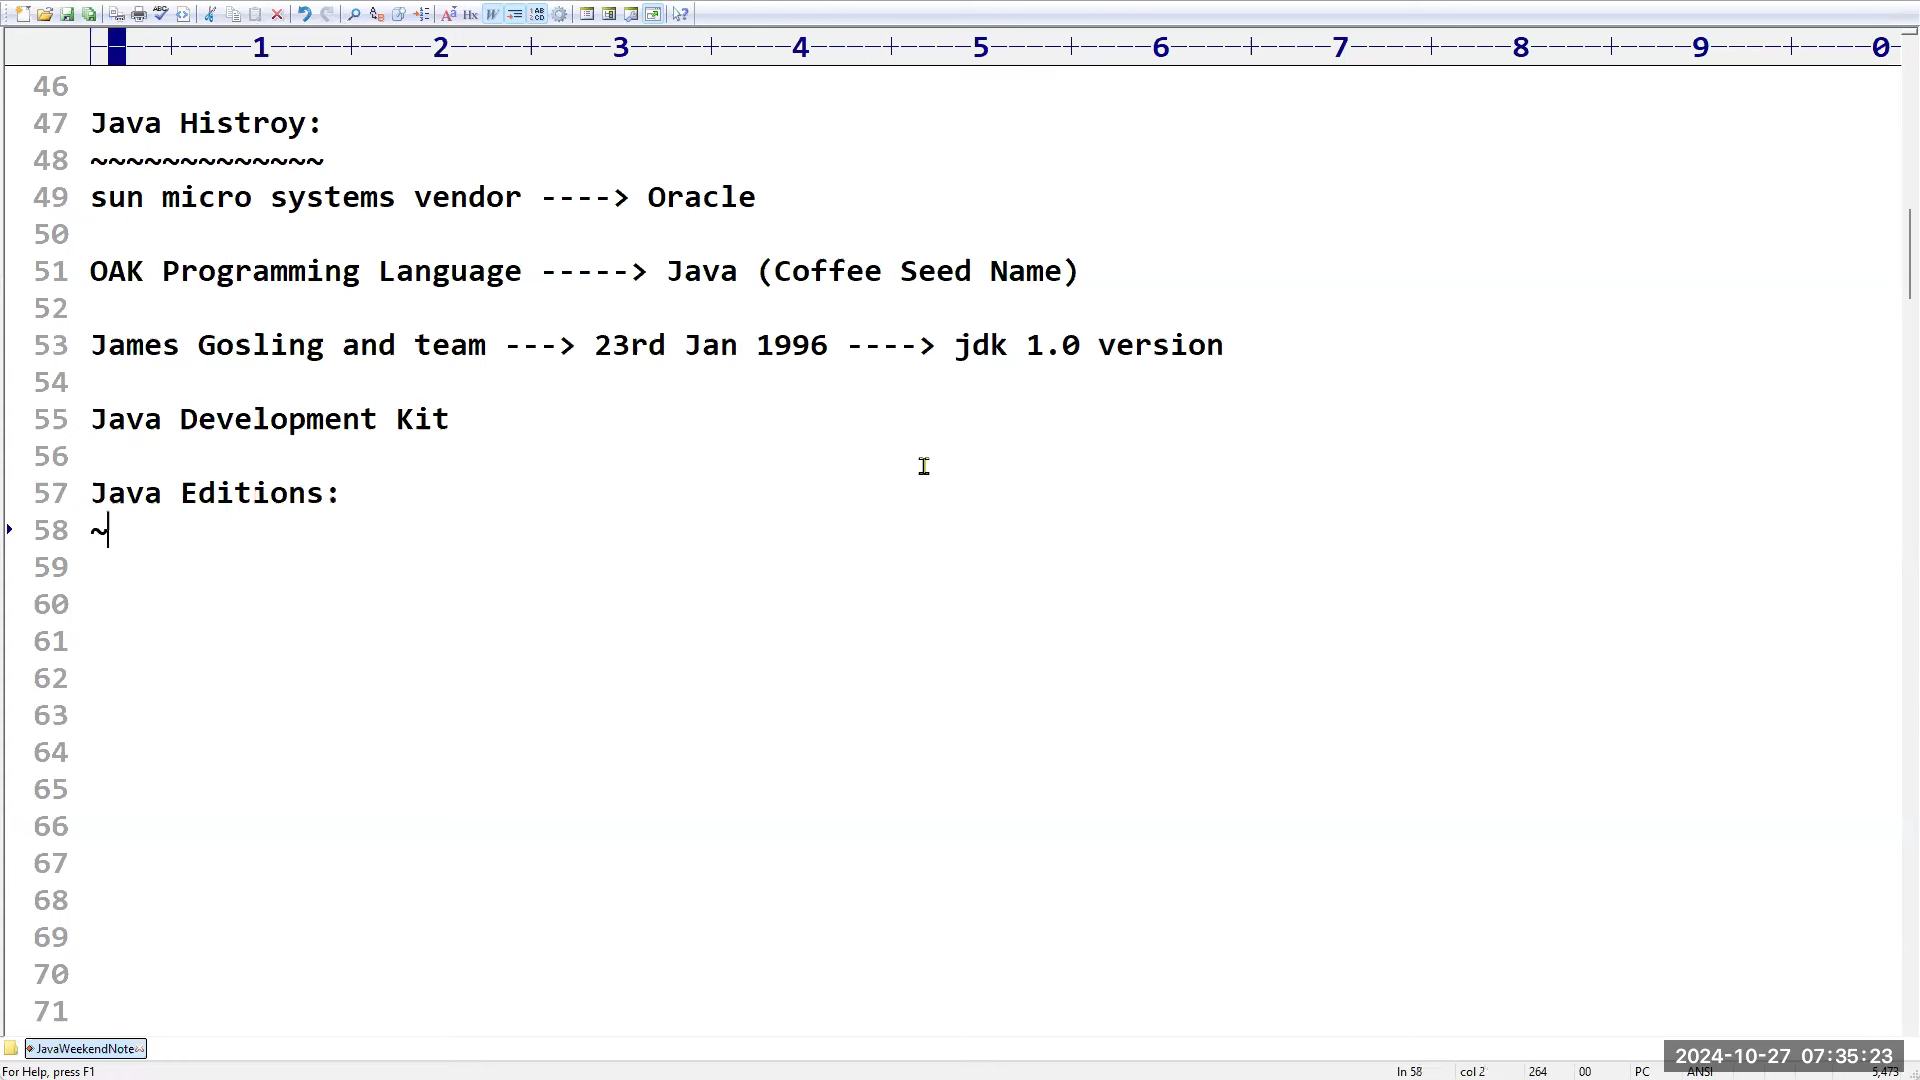 1 2 3 4 5 6 7 8 9 0
46
47 Java Histroy:
48 ~~~~~~~~~~~~~
49 sun micro systems vendor ----> Oracle
50
51 OAK Programming Language -----> Java (Coffee Seed Name)
52
53 James Gosling and team ---> 23rd Jan 1996 ----> jdk 1.0 version
54
55 Java Development Kit
56
57 Java Editions:
58 ~
59
60
61
62
63
64
65
66
67
68
69
70
71
JavaWeekendNote
2024-10-27 07:35:23
For Help, press F1 ln 58 col 2 264 00 PC ANSI 5,473